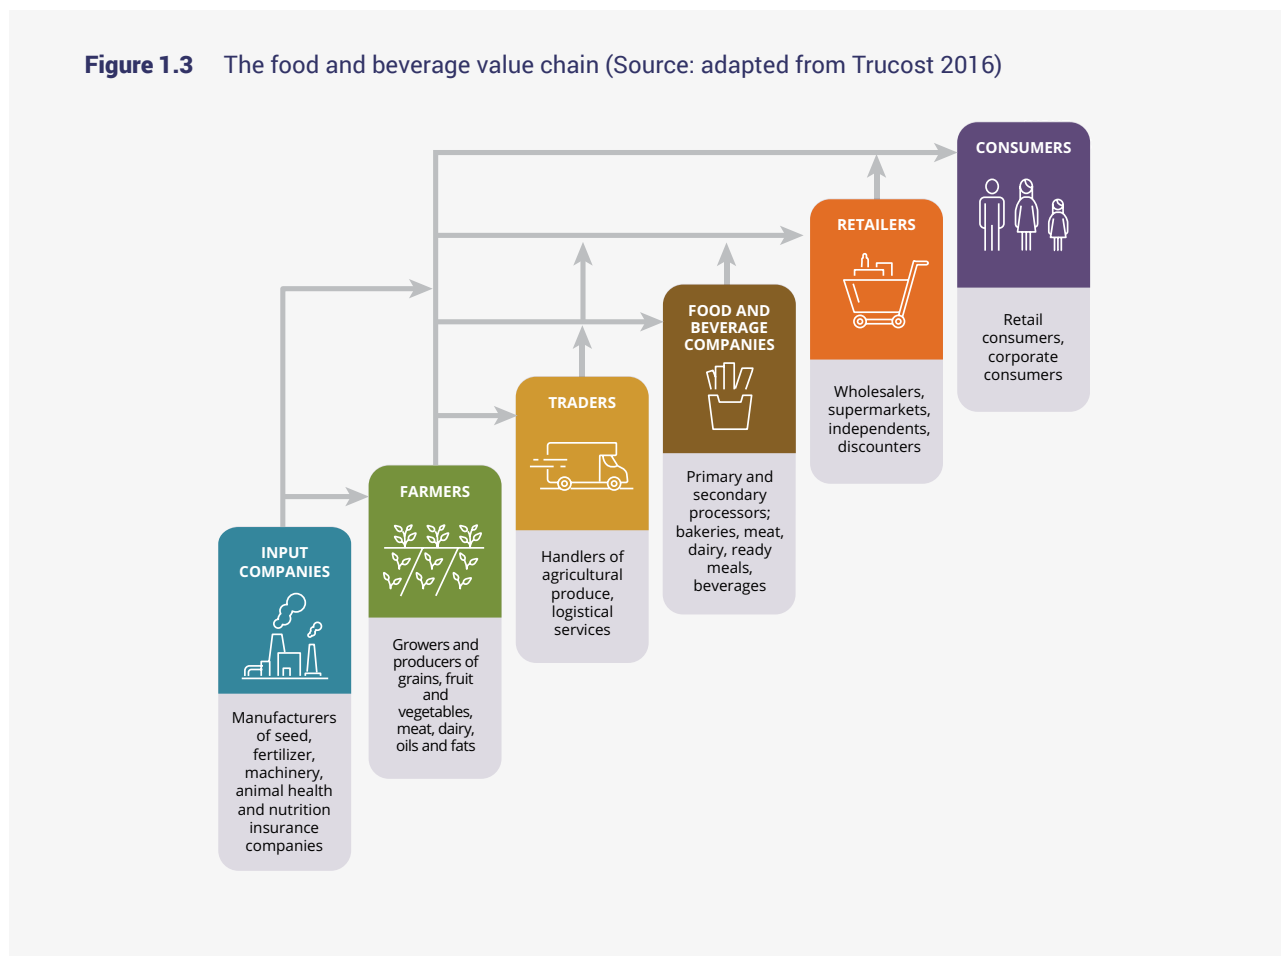 Figure 1.3 The food and beverage value chain (Source: adapted from Trucost 2016)
INPUT
COMPANIES
Manufacturers
of seed,
fertilizer,
machinery,
animal health
and nutrition
insurance
companies
FARMERS
Growers and
producers of
grains, fruit
and
vegetables,
meat, dairy,
oils and fats
TRADERS
Handlers of
agricultural
produce,
logistical
services
FOOD AND
BEVERAGE
COMPANIES
Primary and
secondary
processors;
bakeries, meat,
dairy, ready
meals,
beverages
RETAILERS
Wholesalers,
supermarkets,
independents,
discounters
CONSUMERS
Retail
consumers,
corporate
consumers